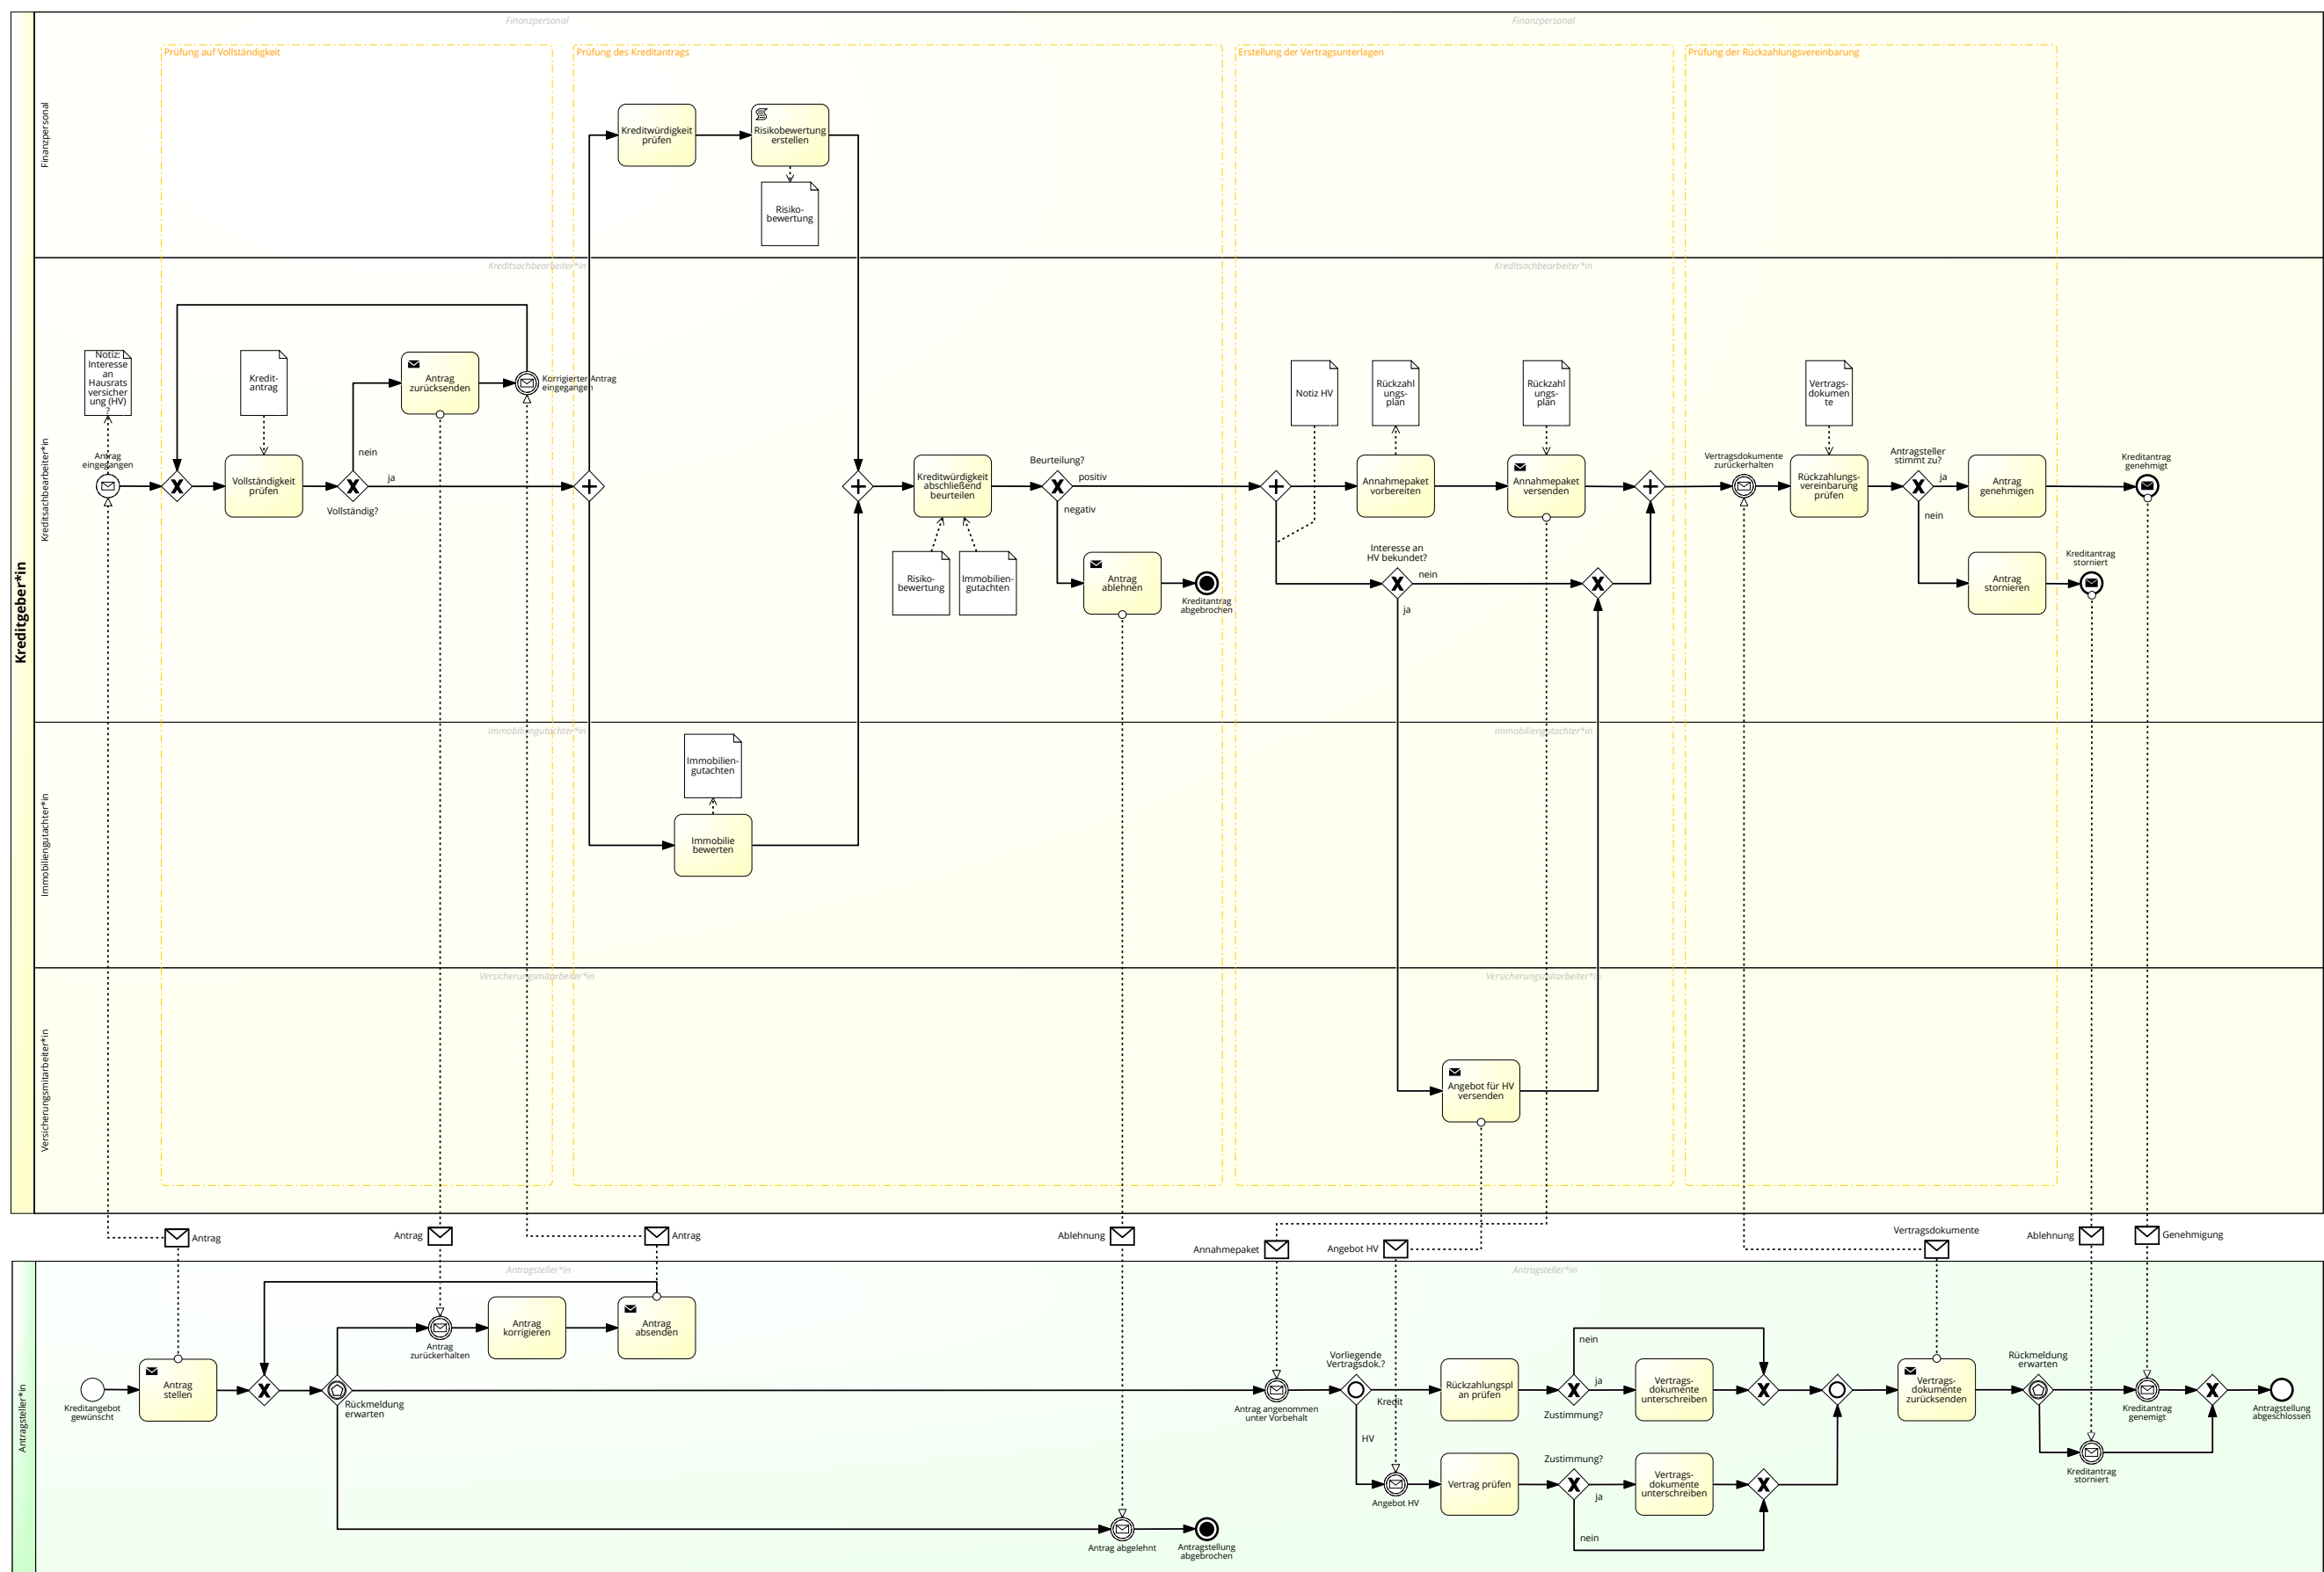 Finanzpersonal
Finanzpersonal
Prüfung auf Vollständigkeit
Prüfung des Kreditantrags
Erstellung der Vertragsunterlagen
Prüfung der Rückzahlungsvereinbarung
Kreditgeber*in
Finanzpersonal
Kreditwürdigkeit
prüfen
Risikobewertung
erstellen
Risiko-
bewertung
Kreditsachbearbeiter*in
Kreditsachbearbeiter*in
Kreditsachbearbeiter*in
Notiz:
Interesse
an
Hausrats
versicher
ung (HV)
?
Antrag
eingegangen
Kredit-
antrag
Vollständigkeit
prüfen
Vollständig?
nein
ja
Antrag
zurücksenden
Korrigierter Antrag
eingegangen
Kreditwürdigkeit
abschließend
beurteilen
Risiko-
bewertung
Immobilien-
gutachten
Beurteilung?
positiv
negativ
Antrag
ablehnen
Kreditantrag
abgebrochen
Notiz HV
Rückzahl
ungs-
plan
Rückzahl
ungs-
plan
Annahmepaket
vorbereiten
Annahmepaket
versenden
Interesse an
HV bekundet?
nein
ja
Vertragsdokumente
zurückerhalten
Vertrags-
dokumen
te
Rückzahlungs-
vereinbarung
prüfen
Antragsteller
stimmt zu?
ja
nein
Antrag
genehmigen
Antrag
stornieren
Kreditantrag
genehmigt
Kreditantrag
storniert
Immobiliengutachter*in
Immobiliengutachter*in
Immobiliengutachter*in
Immobilien-
gutachten
Immobilie
bewerten
Versicherungsmitarbeiter*in
Versicherungsmitarbeiter*in
Versicherungsmitarbeiter*in
Angebot für HV
versenden
Antrag
Antrag
Antrag
Ablehnung
Annahmepaket
Angebot HV
Vertragsdokumente
Ablehnung
Genehmigung
Antragsteller*in
Antragsteller*in
Antragsteller*in
Kreditangebot
gewünscht
Antrag
stellen
Rückmeldung
erwarten
Antrag
zurückerhalten
Antrag
korrigieren
Antrag
absenden
Antrag abgelehnt
Antragstellung
abgebrochen
Antrag angenommen
unter Vorbehalt
Vorliegende
Vertragsdok.?
Kredit
HV
Angebot HV
Rückzahlungspl
an prüfen
Zustimmung?
nein
ja
Vertrags-
dokumente
unterschreiben
Vertrag prüfen
Zustimmung?
ja
nein
Vertrags-
dokumente
unterschreiben
Vertrags-
dokumente
zurücksenden
Rückmeldung
erwarten
Kreditantrag
genemigt
Kreditantrag
storniert
Antragstellung
abgeschlossen